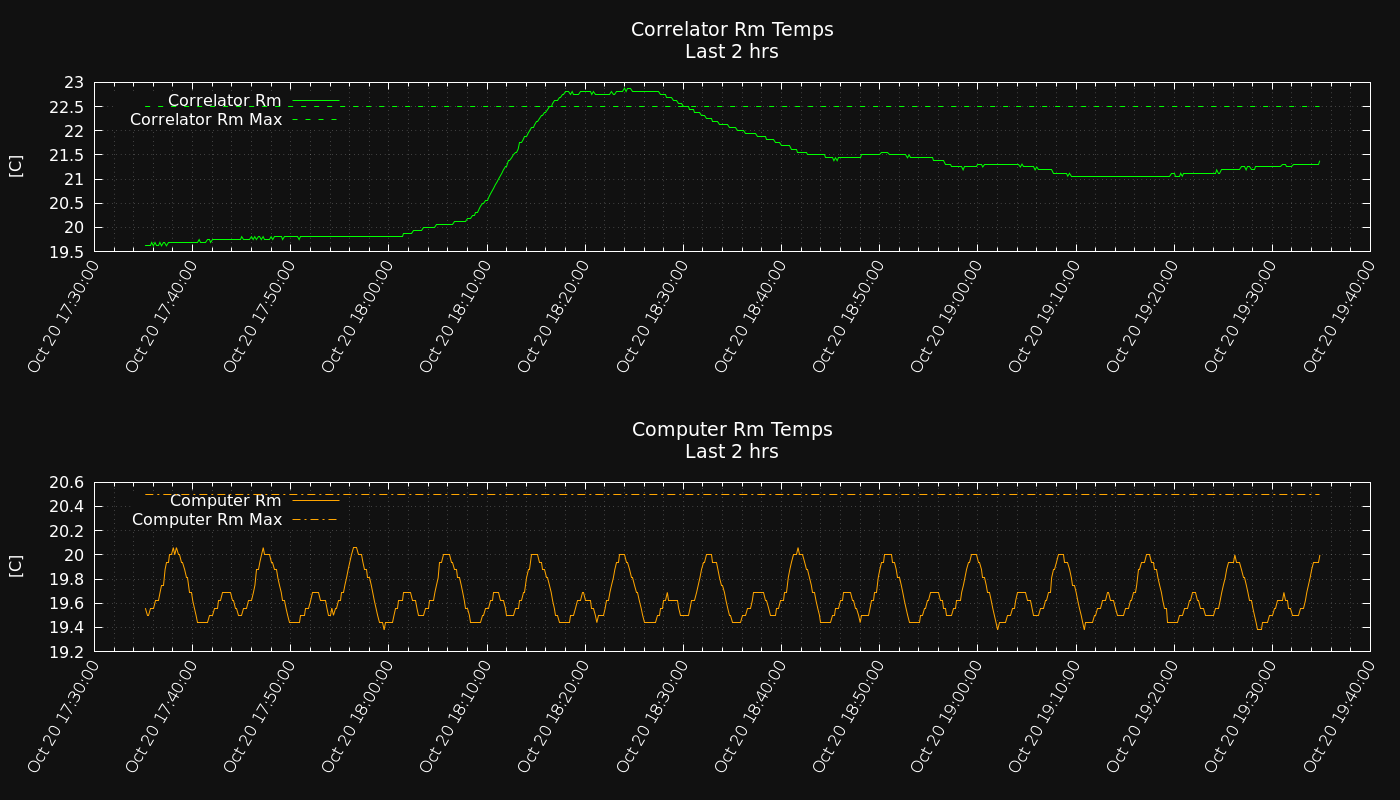 Correlator Rm Temps
Last 2 hrs
23
22.5
22
21.5
21
20.5
20
19.5
[C]
Correlator Rm
Correlator Rm Max
Oct 20 17:30:00
Oct 20 17:40:00
Oct 20 17:50:00
Oct 20 18:00:00
Oct 20 18:10:00
Oct 20 18:20:00
Oct 20 18:30:00
Oct 20 18:40:00
Oct 20 18:50:00
Oct 20 19:00:00
Oct 20 19:10:00
Oct 20 19:20:00
Oct 20 19:30:00
Oct 20 19:40:00
Computer Rm Temps
Last 2 hrs
20.6
20.4
20.2
20
19.8
19.6
19.4
19.2
[C]
Computer Rm
Computer Rm Max
Oct 20 17:30:00
Oct 20 17:40:00
Oct 20 17:50:00
Oct 20 18:00:00
Oct 20 18:10:00
Oct 20 18:20:00
Oct 20 18:30:00
Oct 20 18:40:00
Oct 20 18:50:00
Oct 20 19:00:00
Oct 20 19:10:00
Oct 20 19:20:00
Oct 20 19:30:00
Oct 20 19:40:00